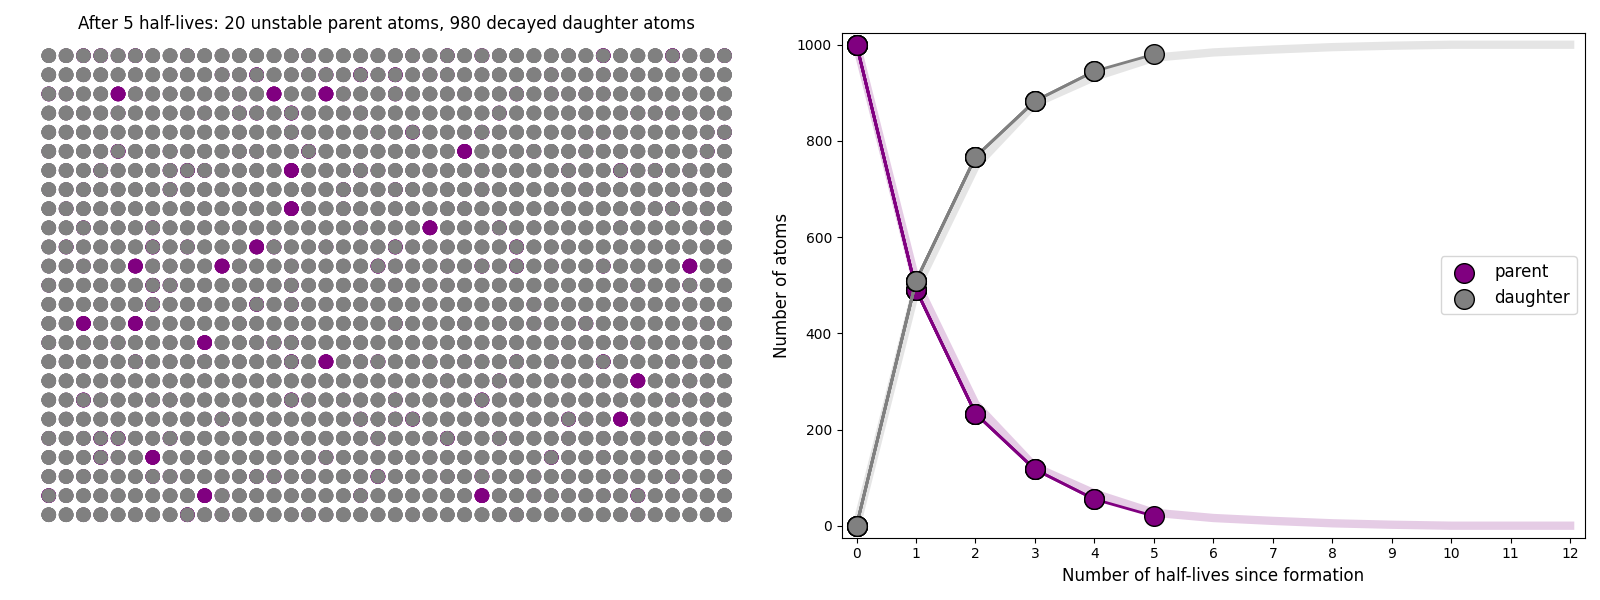 After 5 half-lives: 20 unstable parent atoms, 980 decayed daughter atoms
1000
800
600
400
200
0
Number of atoms
0 1 2 3 4 5 6 7 8 9 10 11 12
Number of half-lives since formation
parent
daughter